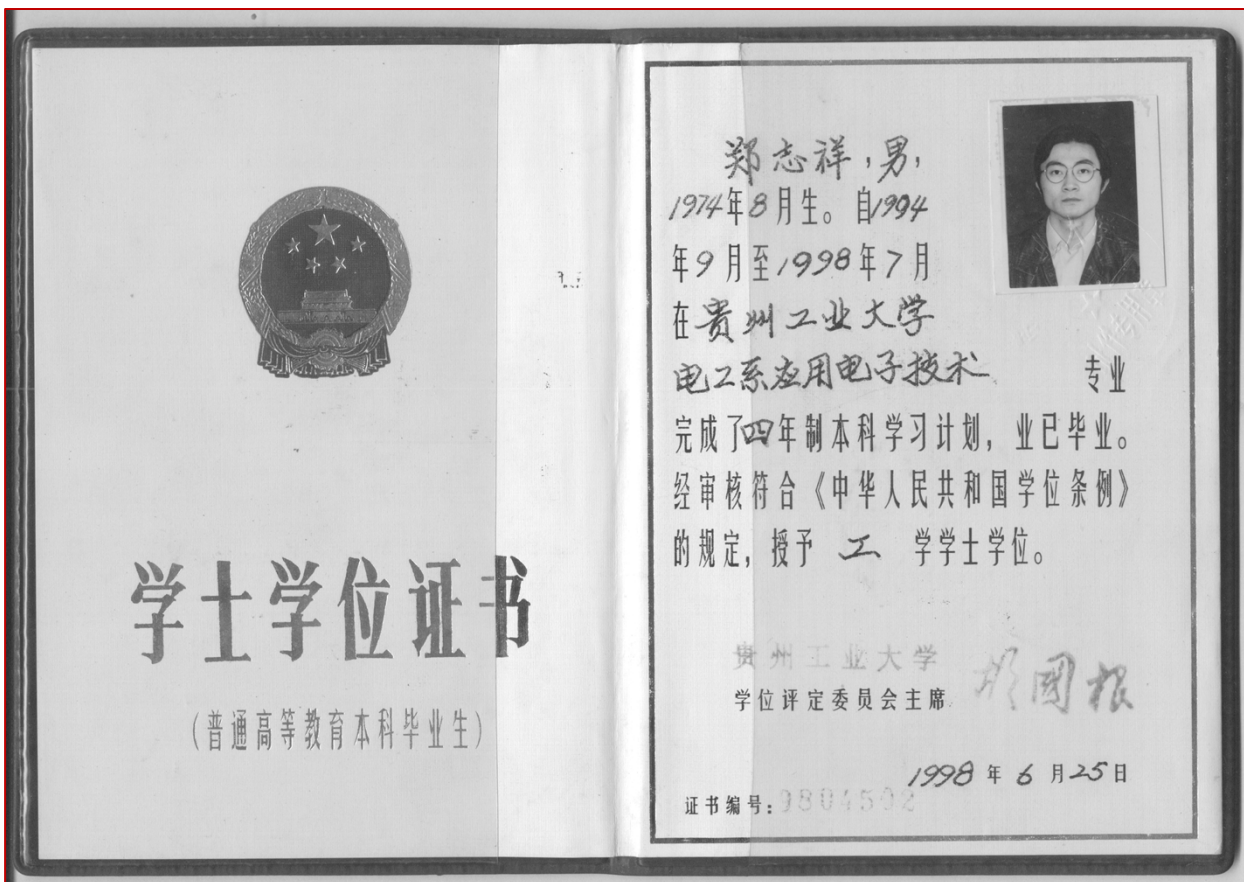 学士学位证书
(普通高等教育本科毕业生)
郑志祥,男,
1974年8月生。自1994
年9月至1998年7月
在贵州工业大学
电工系应用电子技术 专业
完成了四年制本科学习计划,业已毕业。
经审核符合《中华人民共和国学位条例》
的规定,授予 工 学学士学位。
贵州工业大学
学位评定委员会主席
1998年6月25日
证书编号:9804502